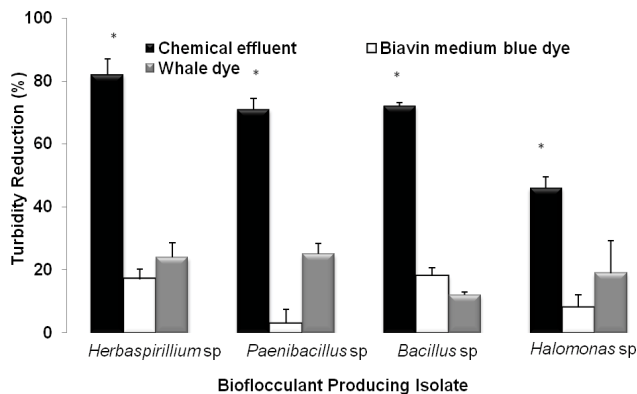 100
80
60
40
20
0
Turbidity Reduction (%)
* * * *
Chemical effluent
Biavin medium blue dye
Whale dye
Herbaspirillium sp
Paenibacillus sp
Bacillus sp
Halomonas sp
Bioflocculant Producing Isolate